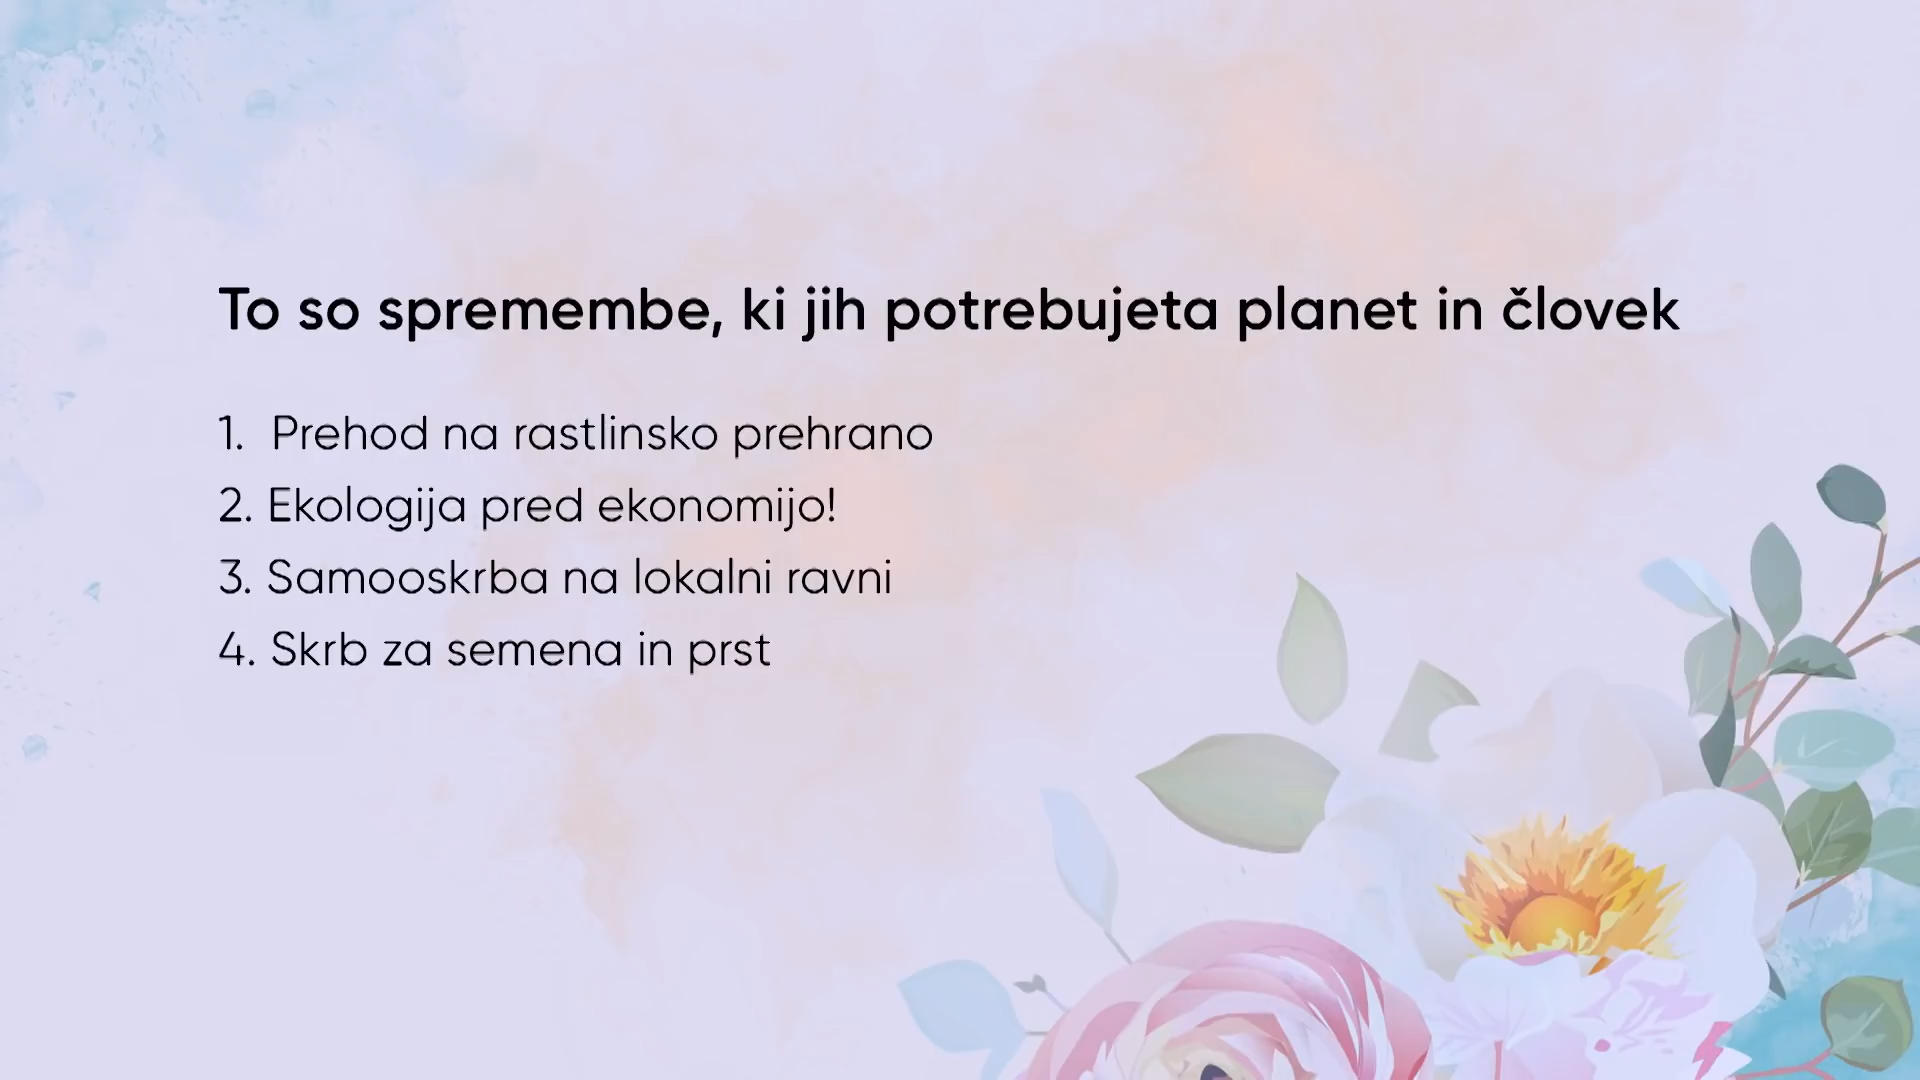 To so spremembe, ki jih potrebujeta planet in človek
1. Prehod na rastlinsko prehrano
2. Ekologija pred ekonomijo!
3. Samooskrba na lokalni ravni
4. Skrb za semena in prst